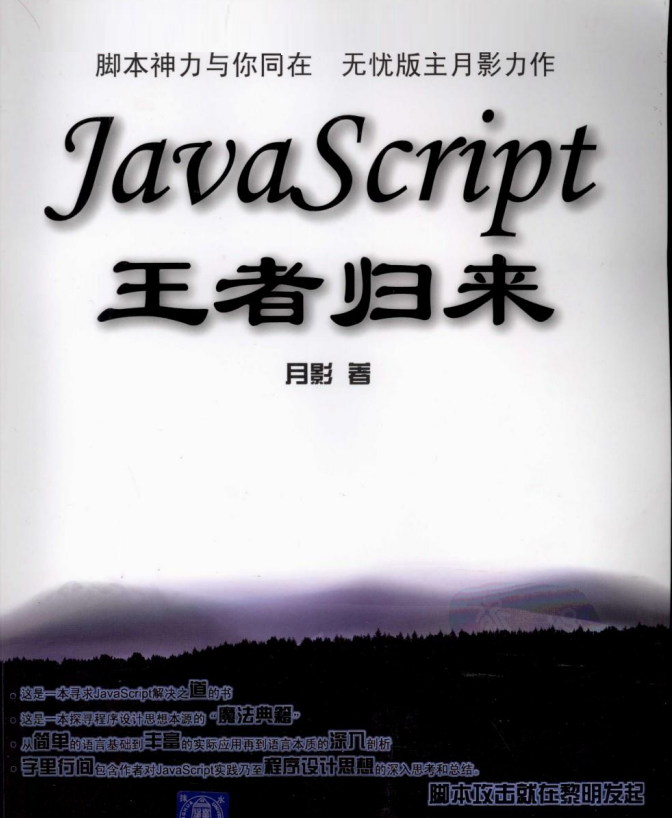 脚本神力与你同在 无忧版主月影力作
JavaScript
王者归来
月影 著
· 这是一本寻求JavaScript解决之道的书
· 这是一本探寻程序设计思想本源的“魔法典籍”
· 从简单的语言基础到丰富的实际应用再到语言本质的深入剖析
· 字里行间包含作者对JavaScript实践乃至程序设计思想的深入思考和总结。
脚本攻击就在黎明发起